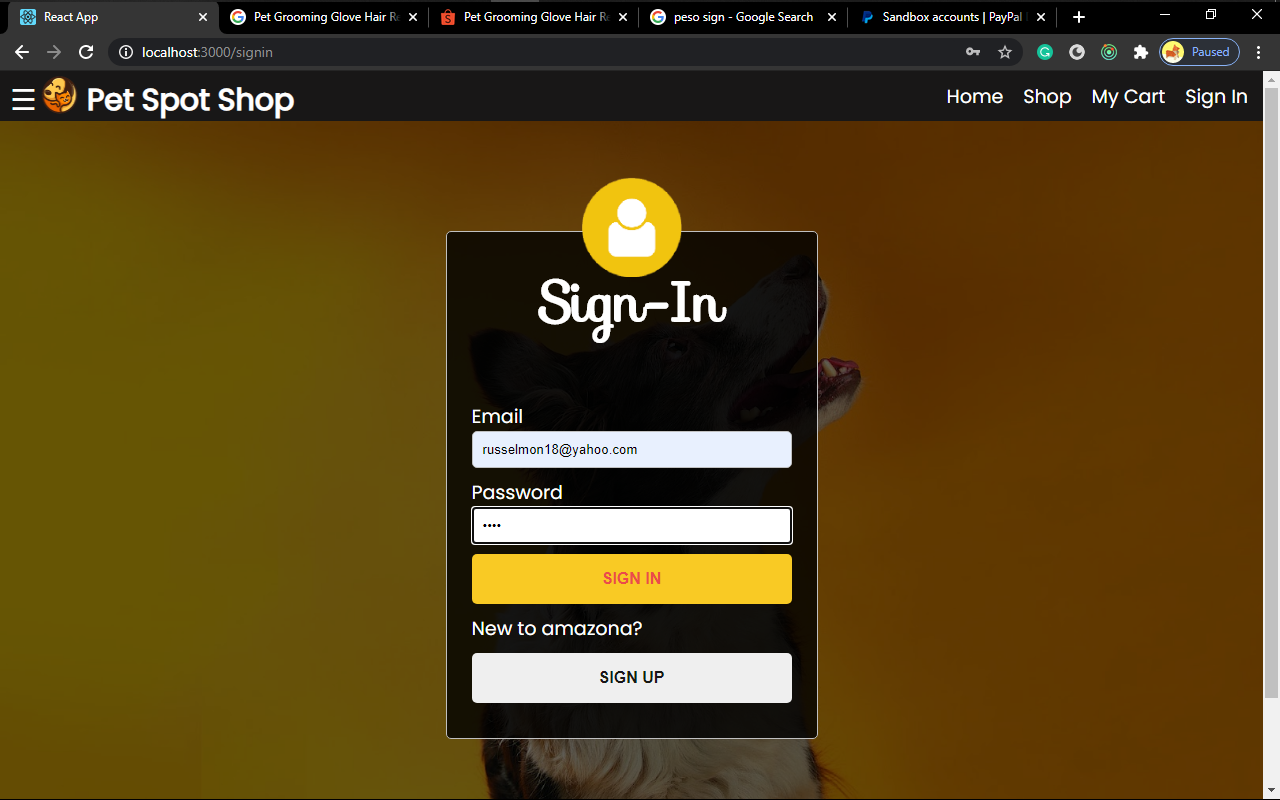 React App
Pet Grooming Glove Hair Re
Pet Grooming Glove Hair Re
peso sign - Google Search
Sandbox accounts | PayPal
localhost:3000/signin
Paused
Pet Spot Shop
Home
Shop
My Cart
Sign In
Sign-In
Email
russelmon18@yahoo.com
Password
••••
SIGN IN
New to amazona?
SIGN UP